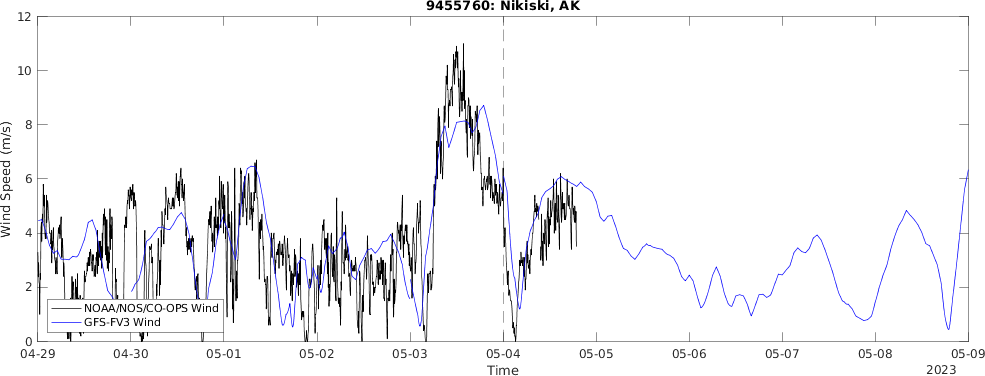 9455760: Nikiski, AK
Wind Speed (m/s)
12
10
8
6
4
2
0
NOAA/NOS/CO-OPS Wind
GFS-FV3 Wind
04-29 04-30 05-01 05-02 05-03 05-04 05-05 05-06 05-07 05-08 05-09
Time
2023